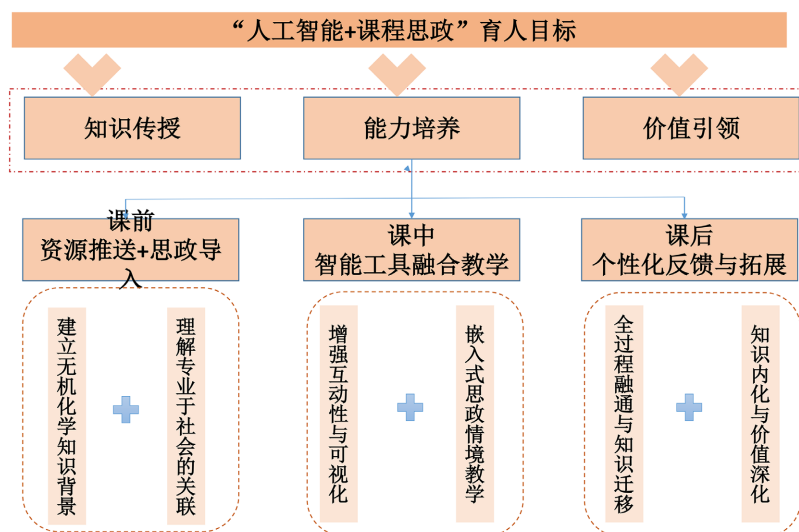 “人工智能+课程思政”育人目标
知识传授
能力培养
价值引领
课前
资源推送+思政导
入
课中
智能工具融合教学
课后
个性化反馈与拓展
建立无机化学知识背景
理解专业于社会的关联
增强互动性与可视化
嵌入式思政情境教学
全过程融通与知识迁移
知识内化与价值深化